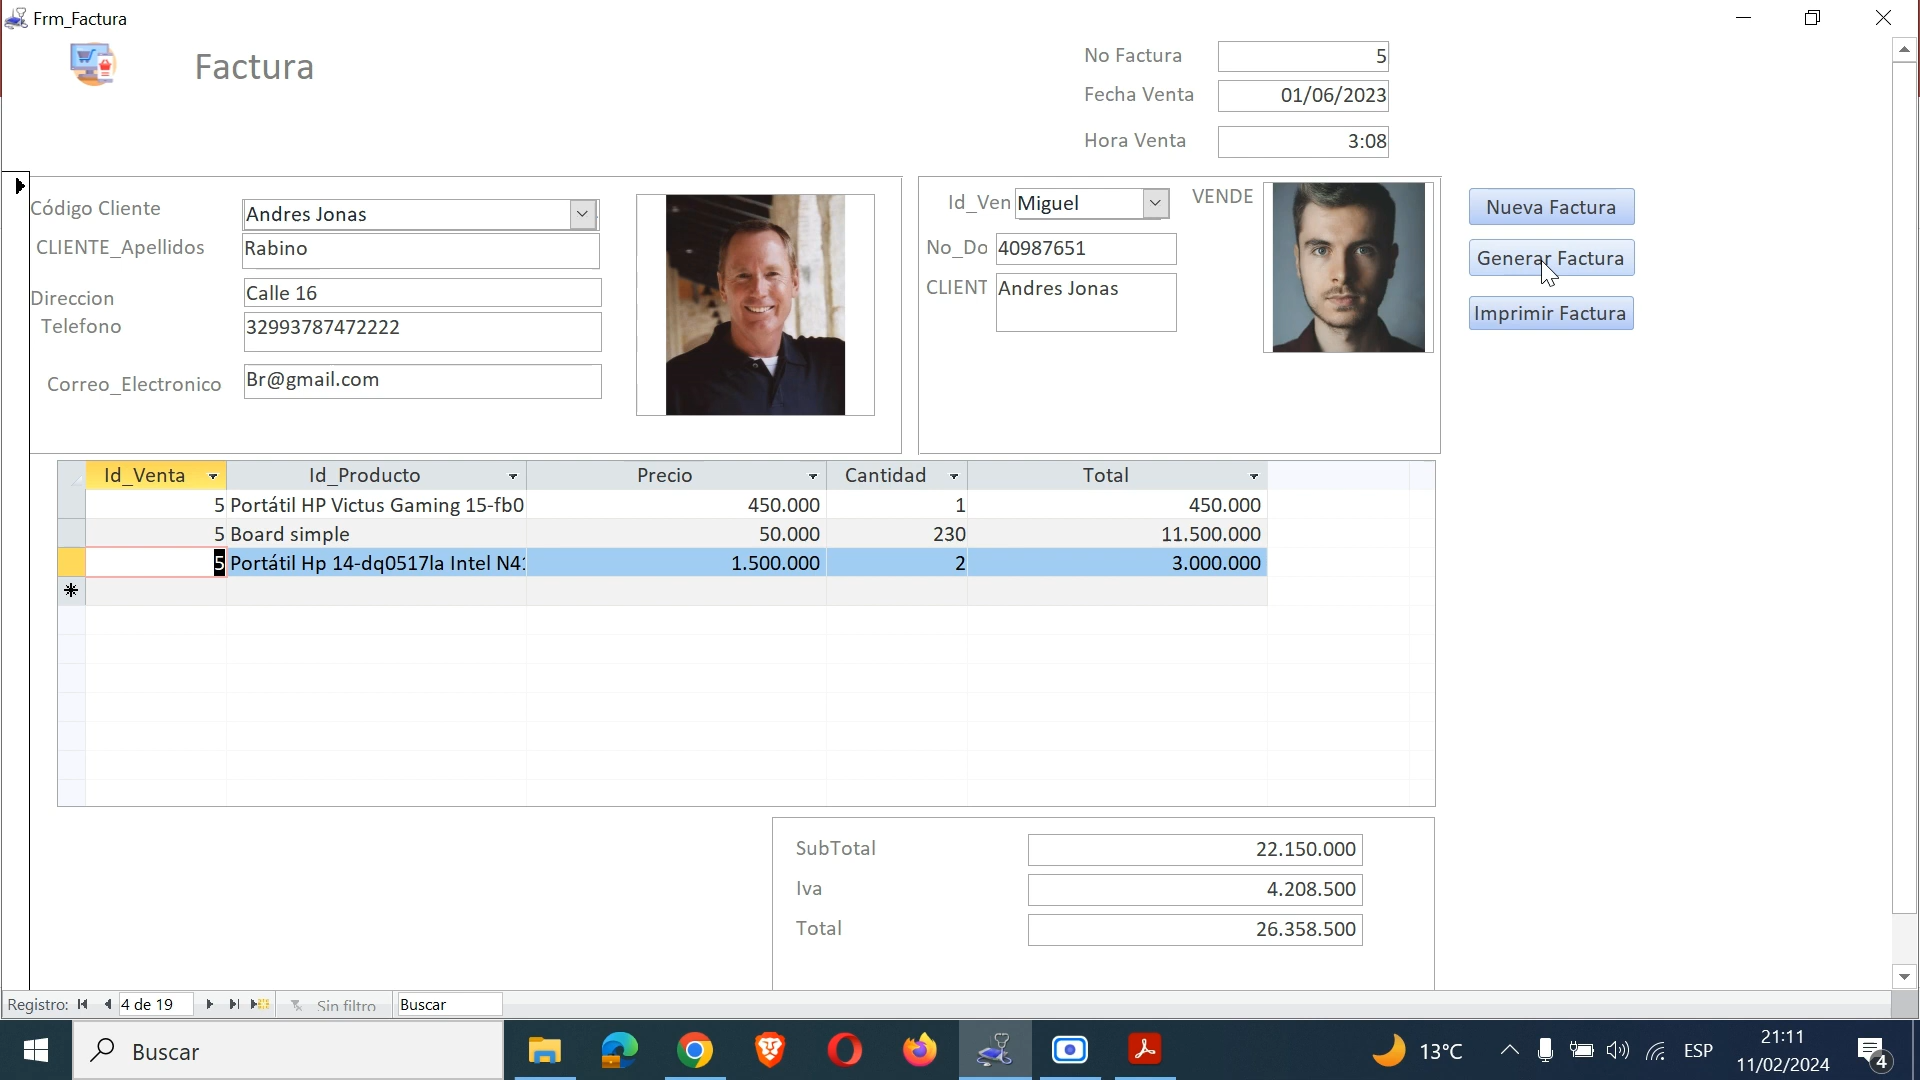 Frm_Factura
Factura
No Factura 5
Fecha Venta 01/06/2023
Hora Venta 3:08
Código Cliente Andres Jonas
CLIENTE_Apellidos Rabino
Direccion Calle 16
Telefono 32993787472222
Correo_Electronico Br@gmail.com
Id_Ven Miguel VENDE
No_Do 40987651
CLIENT Andres Jonas
Nueva Factura
Generar Factura
Imprimir Factura
Id_Venta Id_Producto Precio Cantidad Total
5 Portátil HP Victus Gaming 15-fb0 450.000 1 450.000
5 Board simple 50.000 230 11.500.000
5 Portátil Hp 14-dq0517la Intel N41 1.500.000 2 3.000.000
SubTotal 22.150.000
Iva 4.208.500
Total 26.358.500
Registro: 4 de 19 Sin filtro Buscar
Buscar
13°C
ESP
21:11
11/02/2024
4